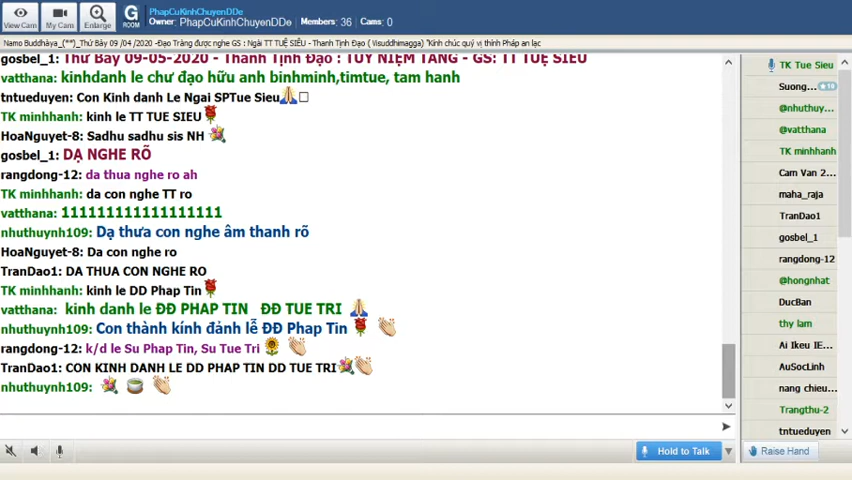 PhapCuKinhChuyenDDe
Owner: PhapCuKinhChuyenDDe Members: 36 Cams: 0
View Cam My Cam Enlarge G ROOM
Namo Buddhàya_(**)_Thứ Bảy 09 /04 /2020 -Đạo Tràng được nghe GS : Ngài TT TUỆ SIÊU - Thanh Tịnh Đạo ( Visuddhimagga) "Kính chúc quý vị thính Pháp an lạc
gosbel_1: Thứ Bảy 09-05-2020 - Thanh Tịnh Đạo : TÙY NIỆM TĂNG - GS: TT TUỆ SIÊU
vatthana: kinhdanh le chư đạo hữu anh binhminh,timtue, tam hanh
tntueduyen: Con Kinh danh Le Ngai SPTue Sieu
TK minhhanh: kinh le TT TUE SIEU
HoaNguyet-8: Sadhu sadhu sis NH
gosbel_1: DẠ NGHE RÕ
rangdong-12: da thua nghe ro ah
TK minhhanh: da con nghe TT ro
vatthana: 111111111111111111
nhuthuynh109: Dạ thưa con nghe âm thanh rõ
HoaNguyet-8: Da con nghe ro
TranDao1: DA THUA CON NGHE RO
TK minhhanh: kinh le DD Phap Tin
vatthana: kinh danh le ĐĐ PHAP TIN ĐĐ TUE TRI
nhuthuynh109: Con thành kính đảnh lễ ĐĐ Phap Tin
rangdong-12: k/d le Su Phap Tin, Su Tue Tri
TranDao1: CON KINH DANH LE DD PHAP TIN DD TUE TRI
nhuthuynh109:
TK Tue Sieu
Suong...
@nhuthuy...
@vatthana
TK minhhanh
Cam Van 2...
maha_raja
TranDao1
gosbel_1
rangdong-12
@hongnhat
DucBan
thy lam
Ai Ikeu IE...
AuSocLinh
nang chieu...
Trangthu-2
tntueduyen
Hold to Talk
Raise Hand